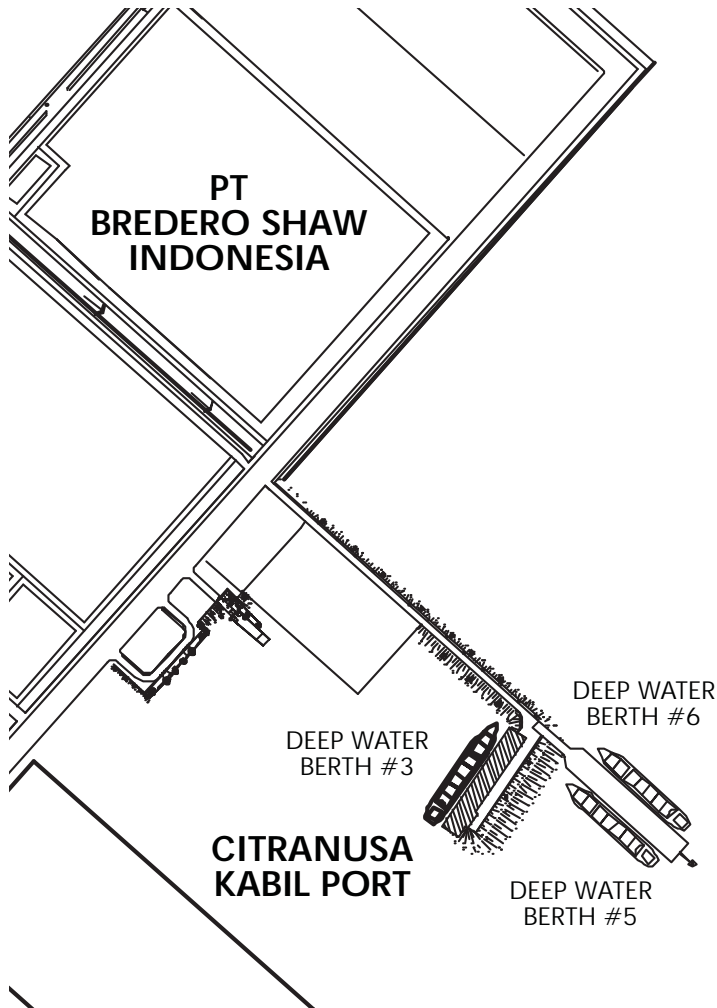 PT
BREDERO SHAW
INDONESIA
DEEP WATER
BERTH #6
DEEP WATER
BERTH #3
CITRANUSA
KABIL PORT
DEEP WATER
BERTH #5